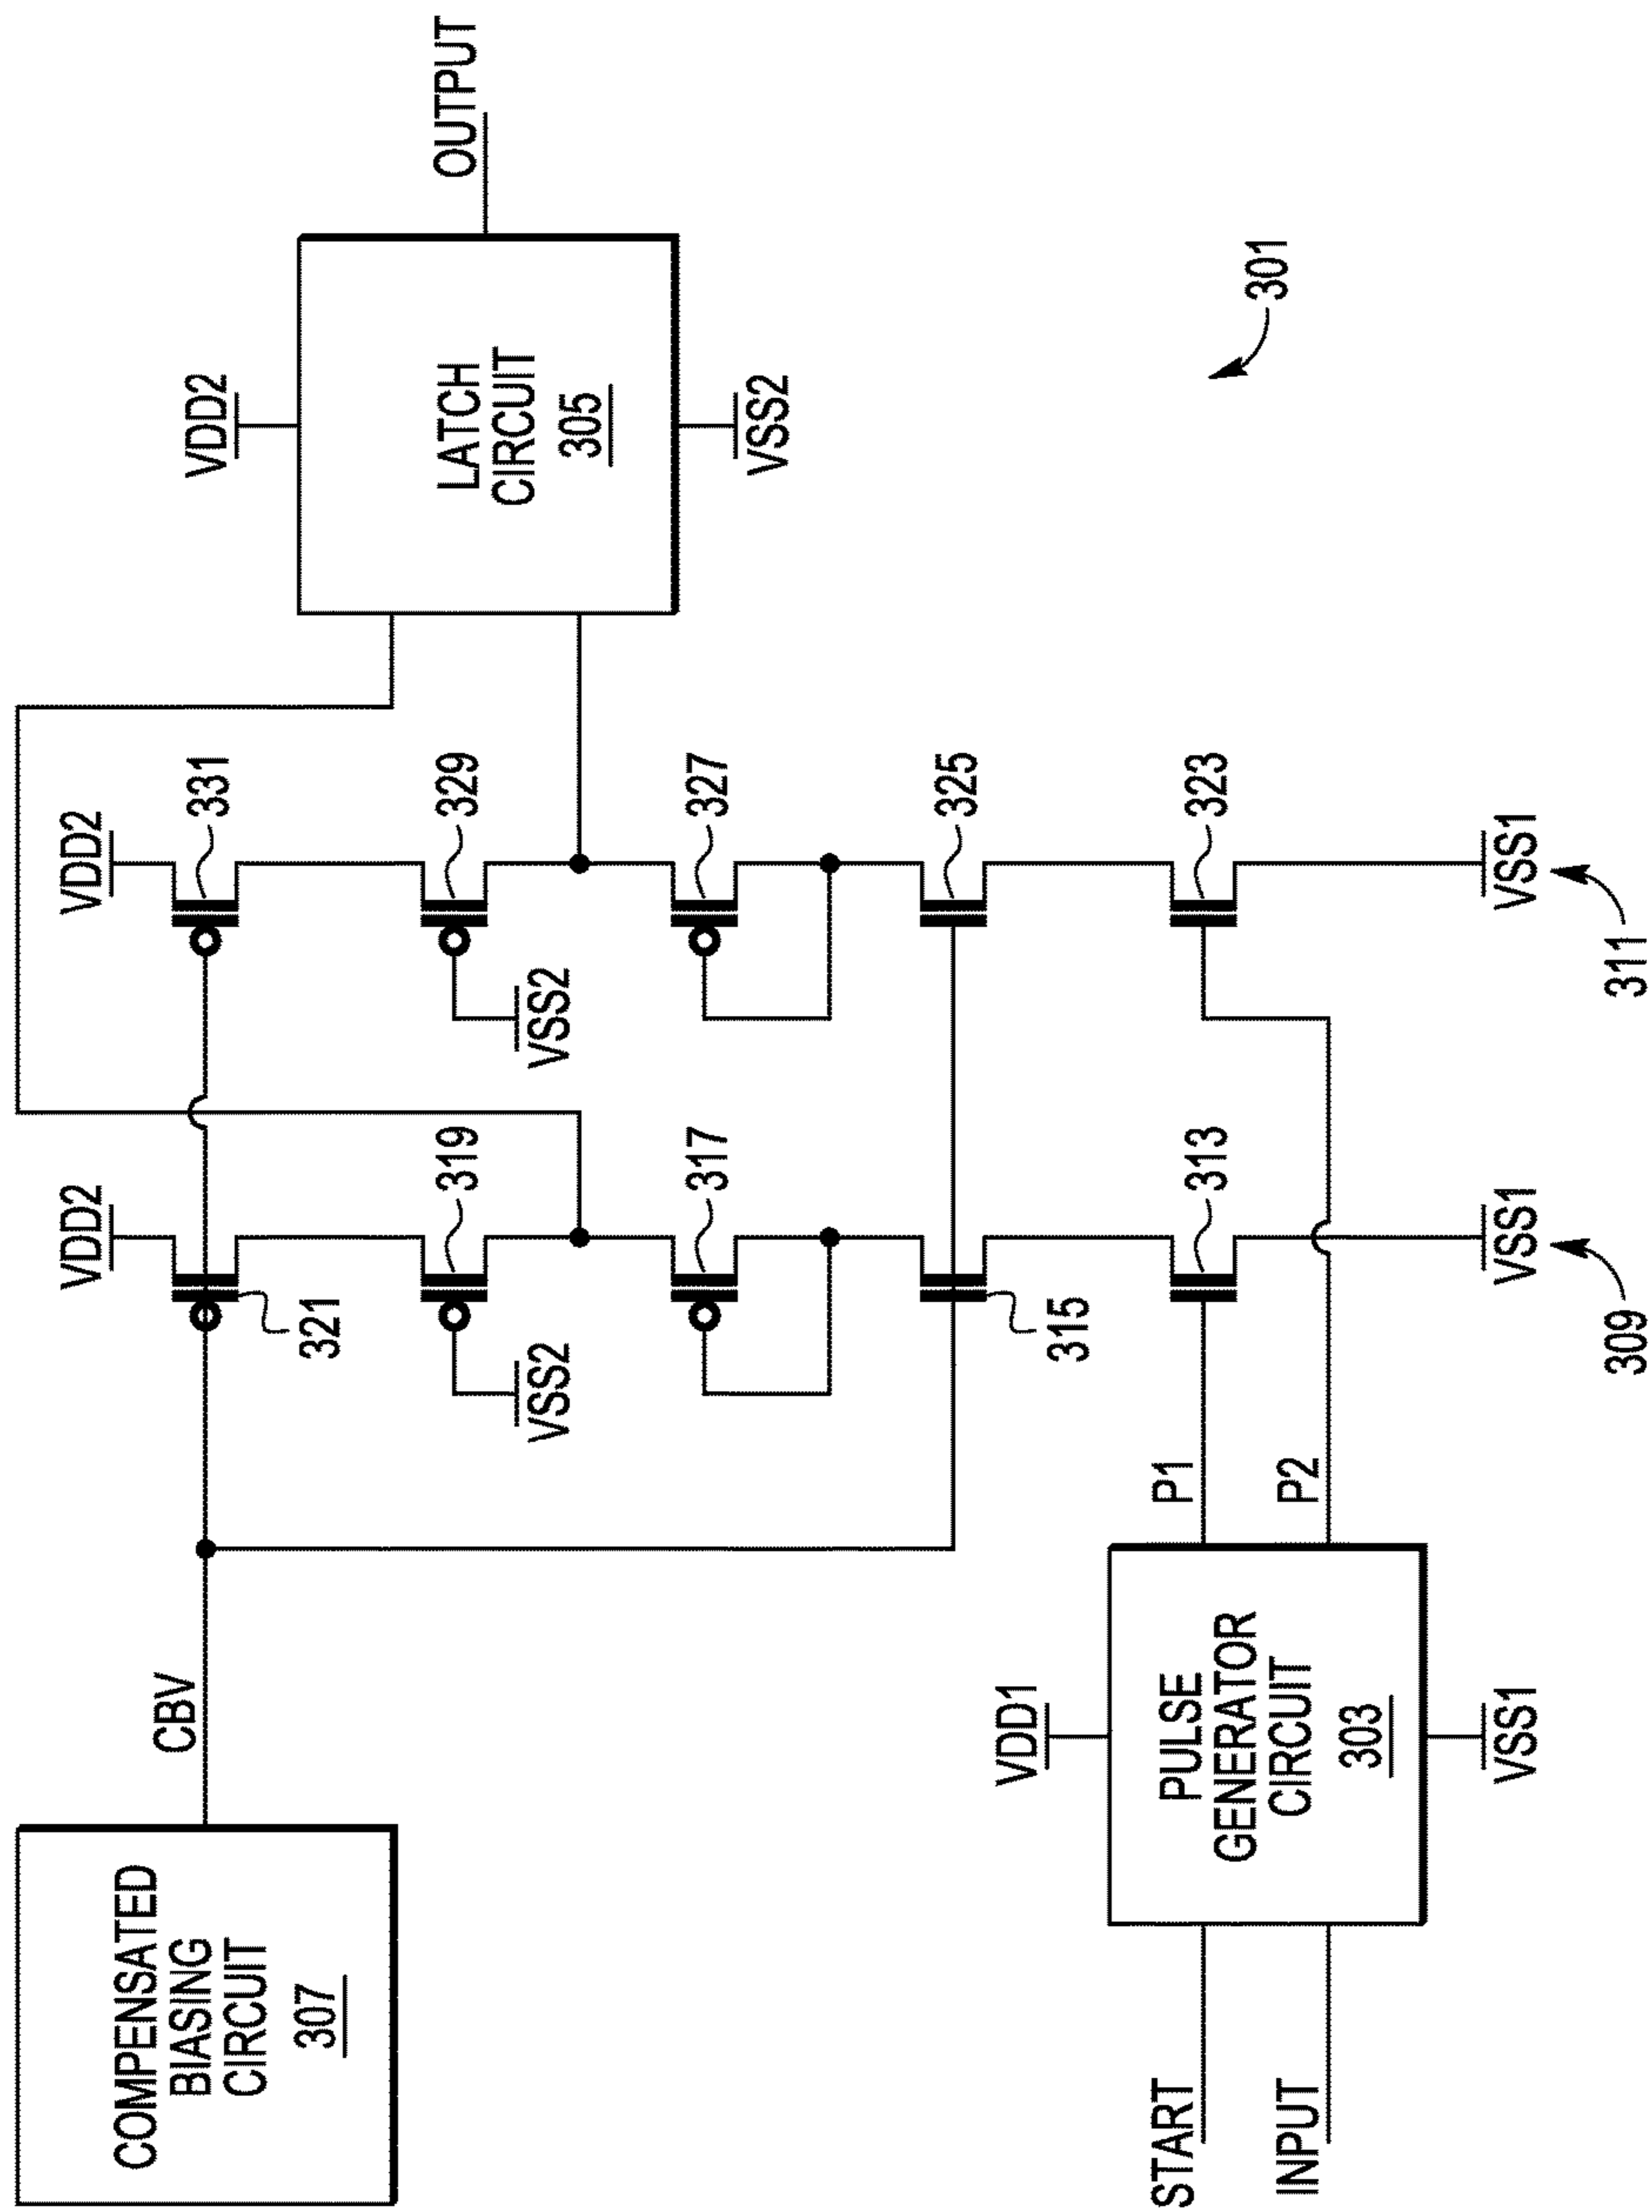 COMPENSATED
BIASING
CIRCUIT
307
CBV
VDD2
VDD2
321
331
VSS2
319
VSS2
329
317
327
315
325
313
323
VDD2
LATCH
CIRCUIT
305
VSS2
OUTPUT
START
INPUT
VDD1
PULSE
GENERATOR
CIRCUIT
303
VSS1
P1
P2
VSS1
309
VSS1
311
301